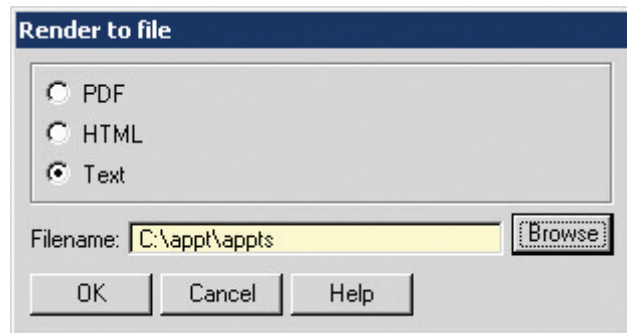 Render to file
PDF
HTML
Text
Filename: C:\appt\appts Browse
OK Cancel Help